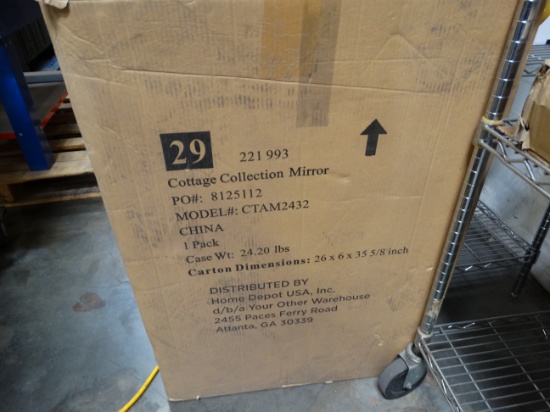 29 221 993
Cottage Collection Mirror
PO#: 8125112
MODEL#: CTAM2432
CHINA
1 Pack
Case Wt: 24.20 lbs
Carton Dimensions: 26 x 6 x 35 5/8 inch
DISTRIBUTED BY
Home Depot USA, Inc.
d/b/a Your Other Warehouse
2455 Paces Ferry Road
Atlanta, GA 30339